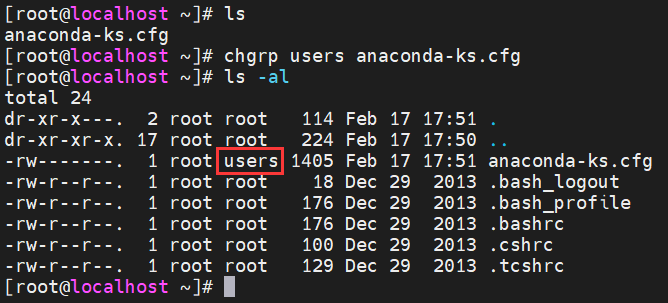 [root@localhost ~]# ls
anaconda-ks.cfg
[root@localhost ~]# chgrp users anaconda-ks.cfg
[root@localhost ~]# ls -al
total 24
dr-xr-x---. 2 root root 114 Feb 17 17:51 .
dr-xr-xr-x. 17 root root 224 Feb 17 17:50 ..
-rw-------. 1 root users 1405 Feb 17 17:51 anaconda-ks.cfg
-rw-r--r--. 1 root root 18 Dec 29 2013 .bash_logout
-rw-r--r--. 1 root root 176 Dec 29 2013 .bash_profile
-rw-r--r--. 1 root root 176 Dec 29 2013 .bashrc
-rw-r--r--. 1 root root 100 Dec 29 2013 .cshrc
-rw-r--r--. 1 root root 129 Dec 29 2013 .tcshrc
[root@localhost ~]#